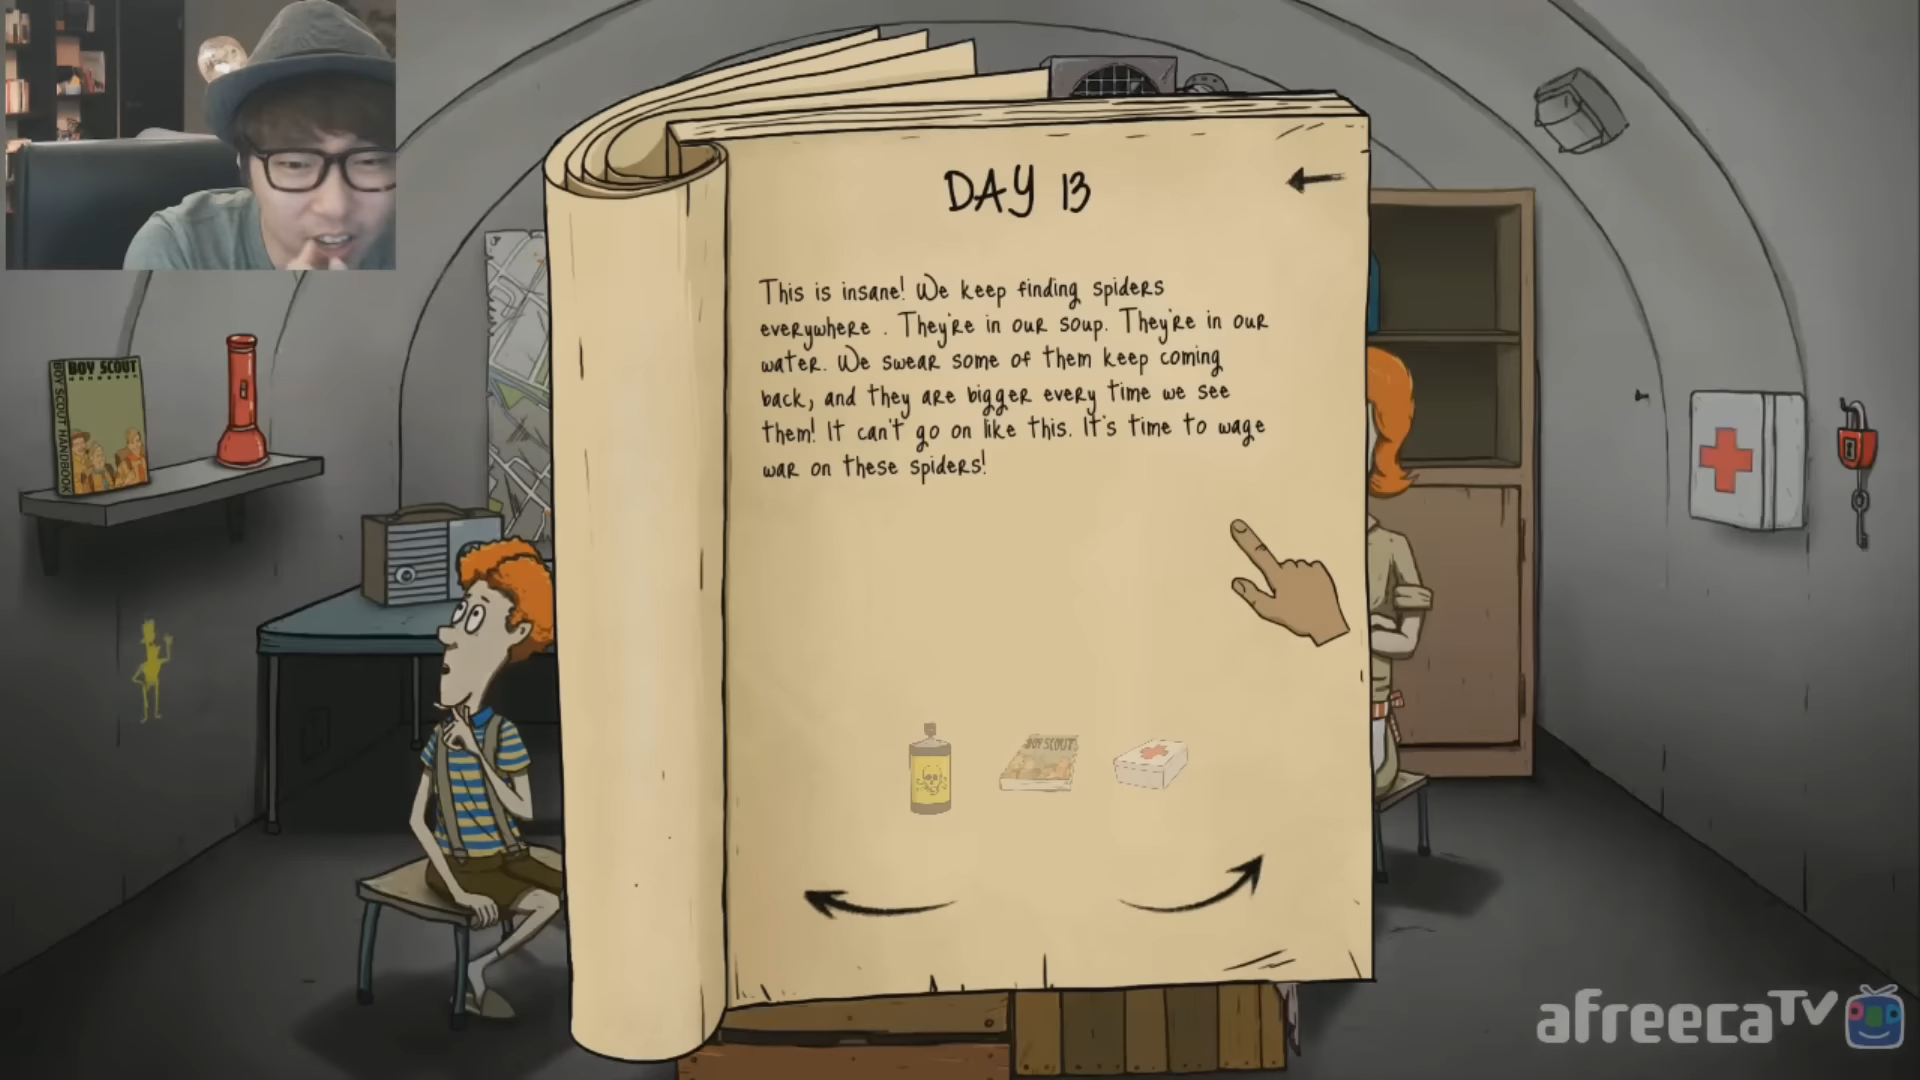 DAY 13
This is insane! We keep finding spiders
everywhere . They're in our soup. They're in our
water. We swear some of them keep coming
back, and they are bigger every time we see
them! It can't go on like this. It's time to wage
war on these spiders!
BOY SCOUT
HANDBOOK
BOY SCOUT HANDBOOK
BOY SCOUT
afreecaTV